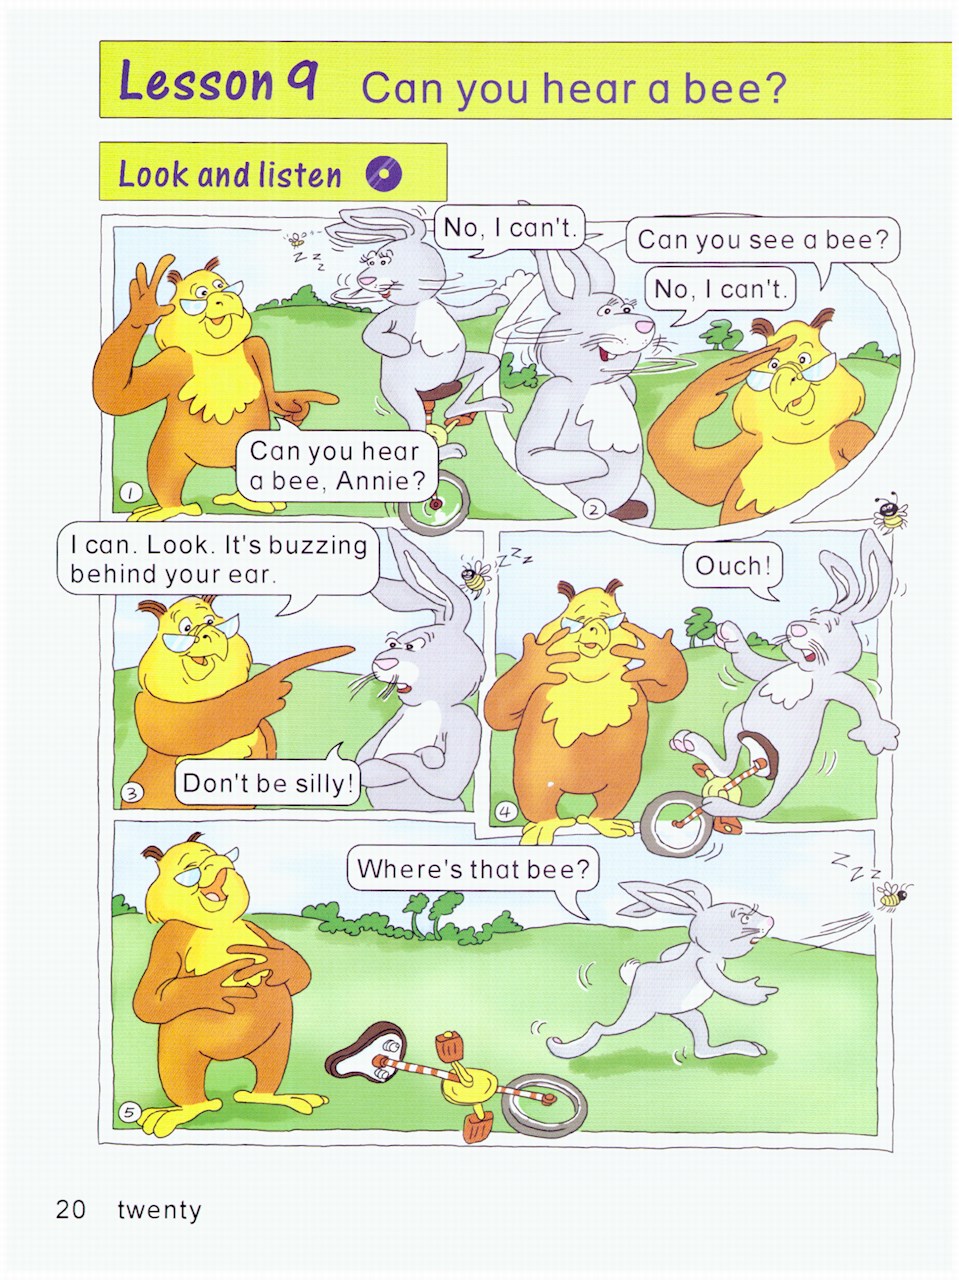 Lesson 9 Can you hear a bee?
Look and listen
Can you hear
a bee, Annie?
No, I can't.
1
Can you see a bee?
No, I can't.
2
I can. Look. It's buzzing
behind your ear.
Don't be silly!
3
Ouch!
4
Where's that bee?
5
z z z
z z z
z z z
20 twenty